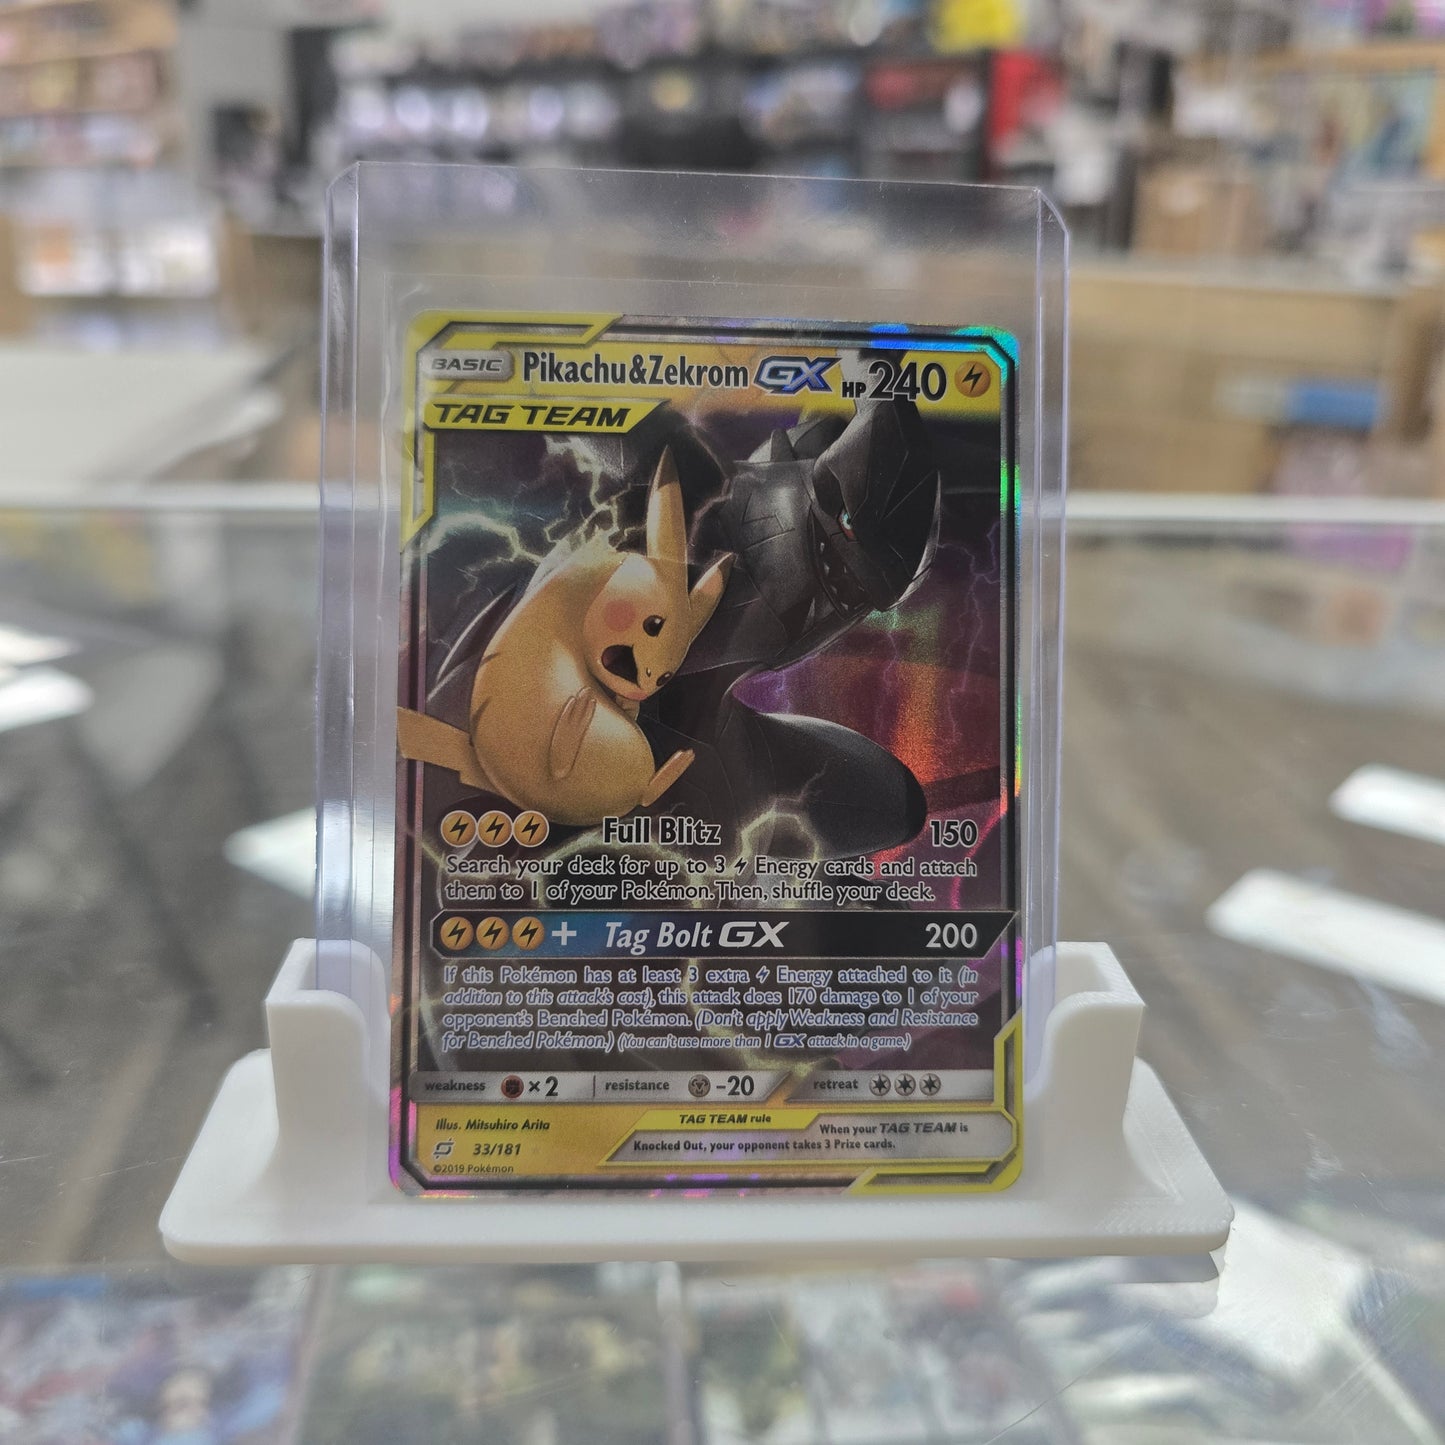 BASIC Pikachu&Zekrom GX HP 240
TAG TEAM
Full Blitz 150
Search your deck for up to 3 Energy cards and attach
them to 1 of your Pokémon. Then, shuffle your deck.
+ Tag Bolt GX 200
If this Pokémon has at least 3 extra Energy attached to it (in
addition to this attack's cost), this attack does 170 damage to 1 of your
opponent's Benched Pokémon. (Don't apply Weakness and Resistance
for Benched Pokémon.) (You can't use more than 1 GX attack in a game.)
weakness ×2 resistance -20 retreat
Illus. Mitsuhiro Arita
33/181
©2019 Pokémon
TAG TEAM rule
When your TAG TEAM is
Knocked Out, your opponent takes 3 Prize cards.